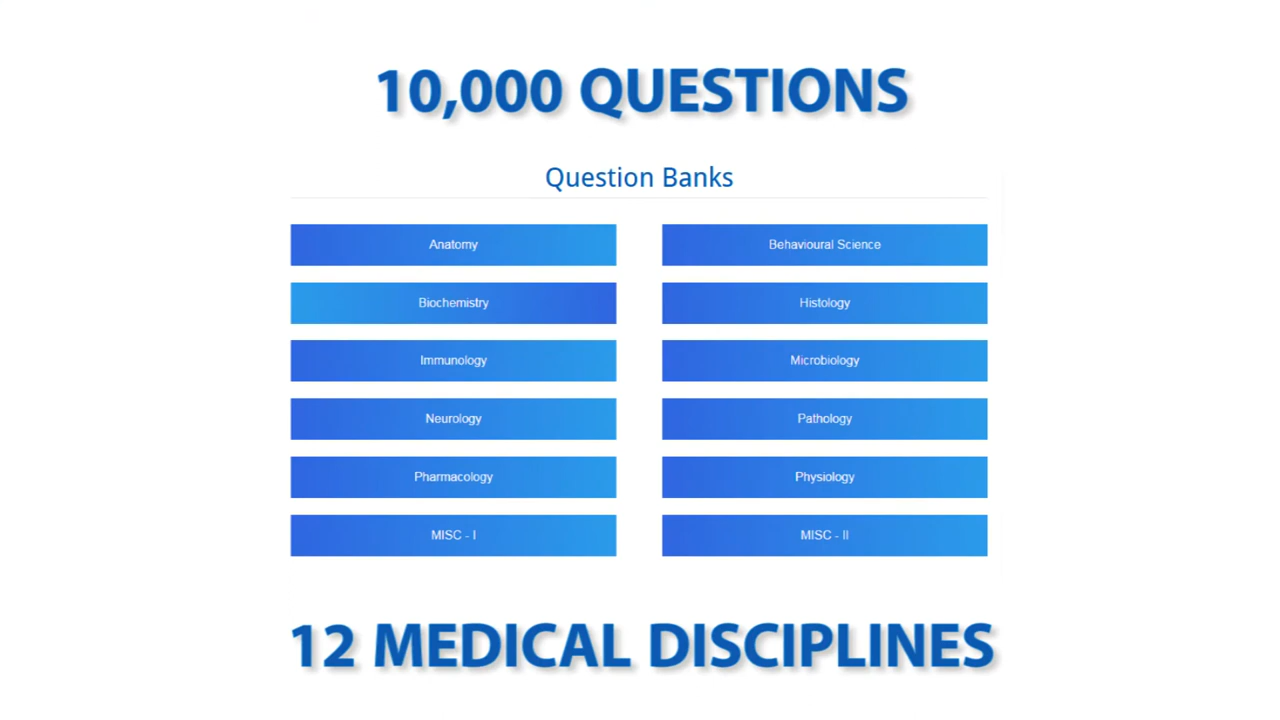 10,000 QUESTIONS
Question Banks
Anatomy
Behavioural Science
Biochemistry
Histology
Immunology
Microbiology
Neurology
Pathology
Pharmacology
Physiology
MISC - I
MISC - II
12 MEDICAL DISCIPLINES